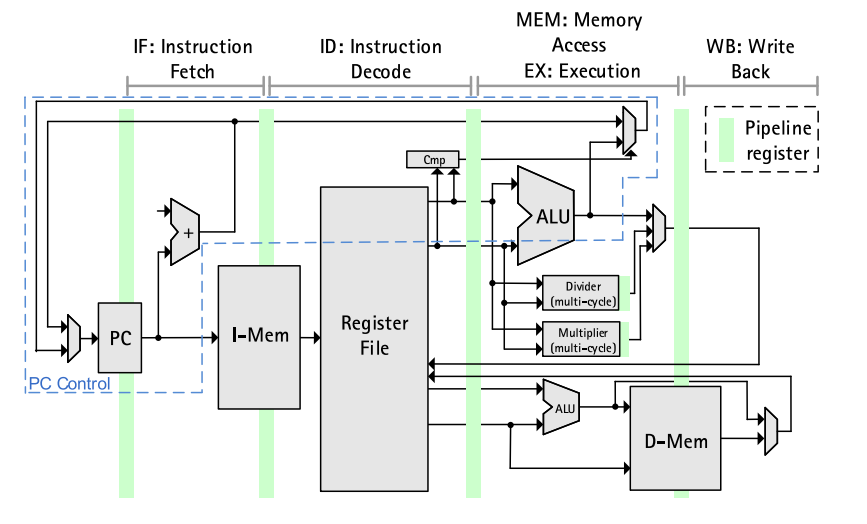 IF: Instruction
Fetch
ID: Instruction
Decode
MEM: Memory
Access
EX: Execution
WB: Write
Back
Pipeline
register
Cmp
ALU
+
Divider
(multi-cycle)
Multiplier
(multi-cycle)
PC
I-Mem
Register
File
PC Control
ALU
D-Mem